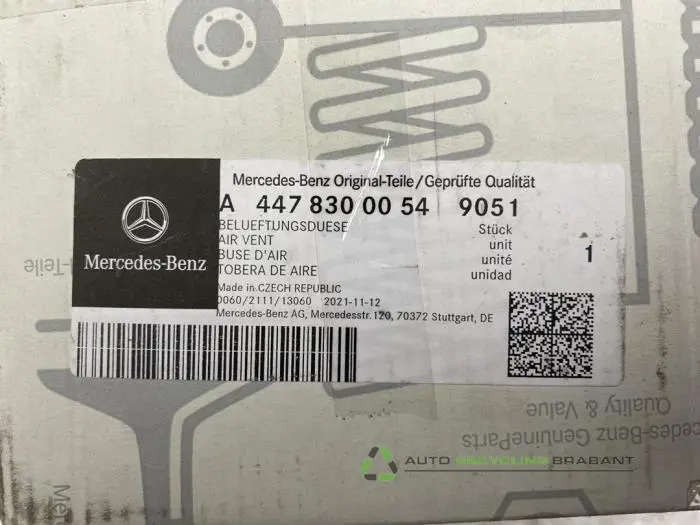 Mercedes-Benz Original-Teile/Geprüfte Qualität
A 447 830 00 54 9051
BELUEFTUNGSDUESE
AIR VENT
BUSE D'AIR
TOBERA DE AIRE
Stück
unit
unité
unidad
1
Made in CZECH REPUBLIC
0060/2111/13060 2021-11-12
Mercedes-Benz AG, Mercedesstr.120, 70372 Stuttgart, DE
Mercedes-Benz
-Teile
Quality & Value
cedes-Benz GenuineParts
AUTO RECYCLING BRABANT